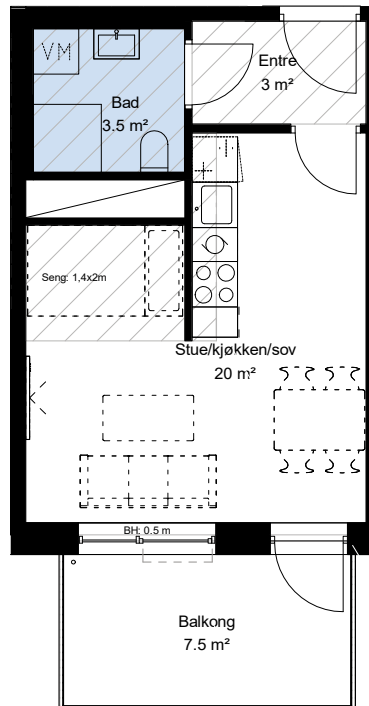 VM
Entre
3 m²
Bad
3.5 m²
Seng: 1,4x2m
Stue/kjøkken/sov
20 m²
BH: 0.5 m
Balkong
7.5 m²